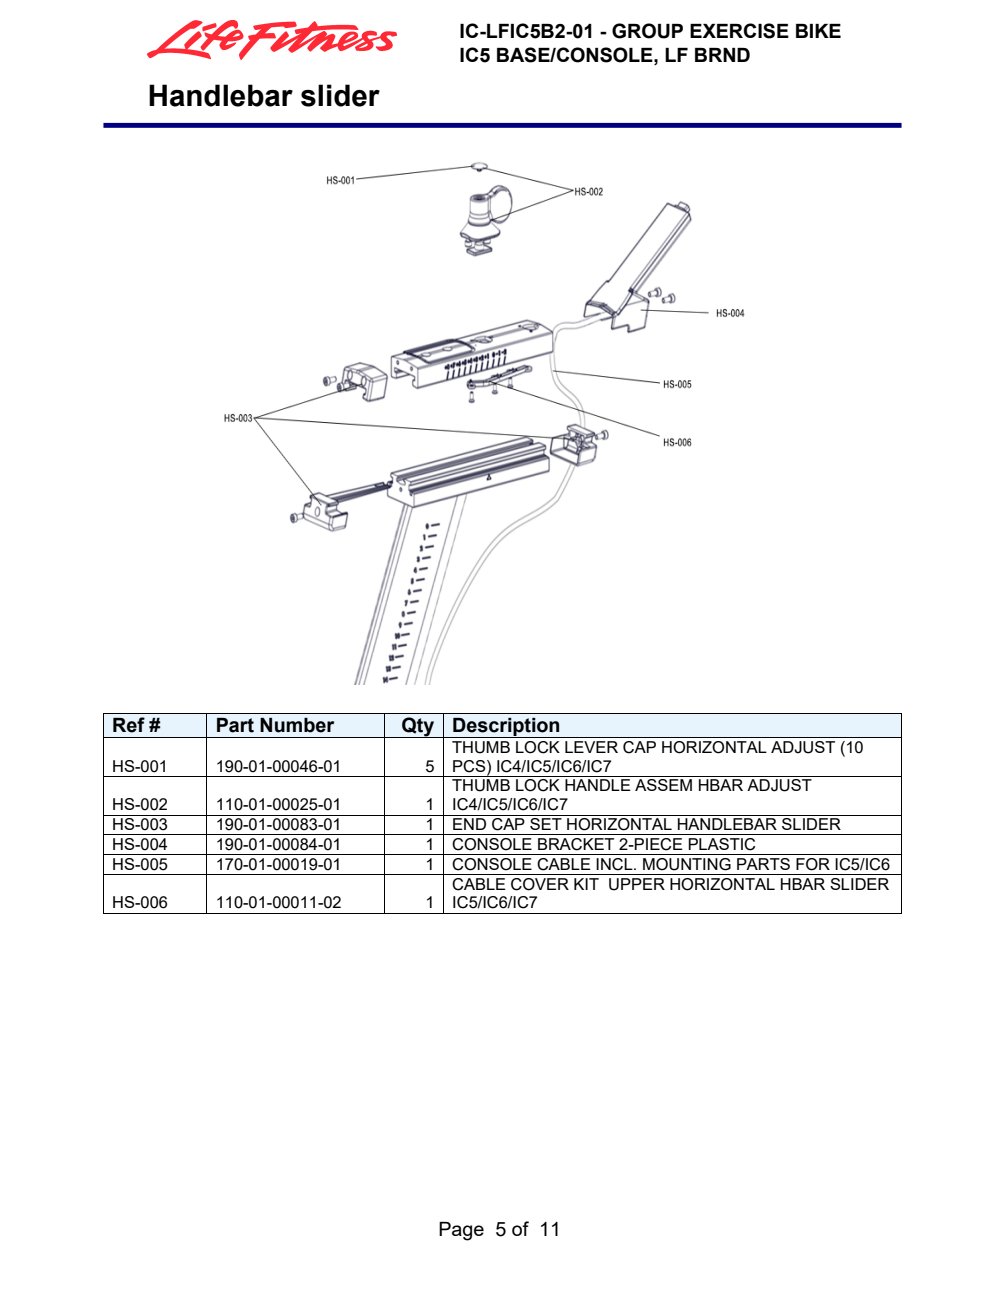 Life Fitness
IC-LFIC5B2-01 - GROUP EXERCISE BIKE
IC5 BASE/CONSOLE, LF BRND
Handlebar slider
HS-001
HS-002
HS-004
HS-005
HS-003
HS-006
Ref # Part Number Qty Description
HS-001 190-01-00046-01 5 THUMB LOCK LEVER CAP HORIZONTAL ADJUST (10
PCS) IC4/IC5/IC6/IC7
HS-002 110-01-00025-01 1 THUMB LOCK HANDLE ASSEM HBAR ADJUST
IC4/IC5/IC6/IC7
HS-003 190-01-00083-01 1 END CAP SET HORIZONTAL HANDLEBAR SLIDER
HS-004 190-01-00084-01 1 CONSOLE BRACKET 2-PIECE PLASTIC
HS-005 170-01-00019-01 1 CONSOLE CABLE INCL. MOUNTING PARTS FOR IC5/IC6
HS-006 110-01-00011-02 1 CABLE COVER KIT  UPPER HORIZONTAL HBAR SLIDER
IC5/IC6/IC7
Page  5 of  11